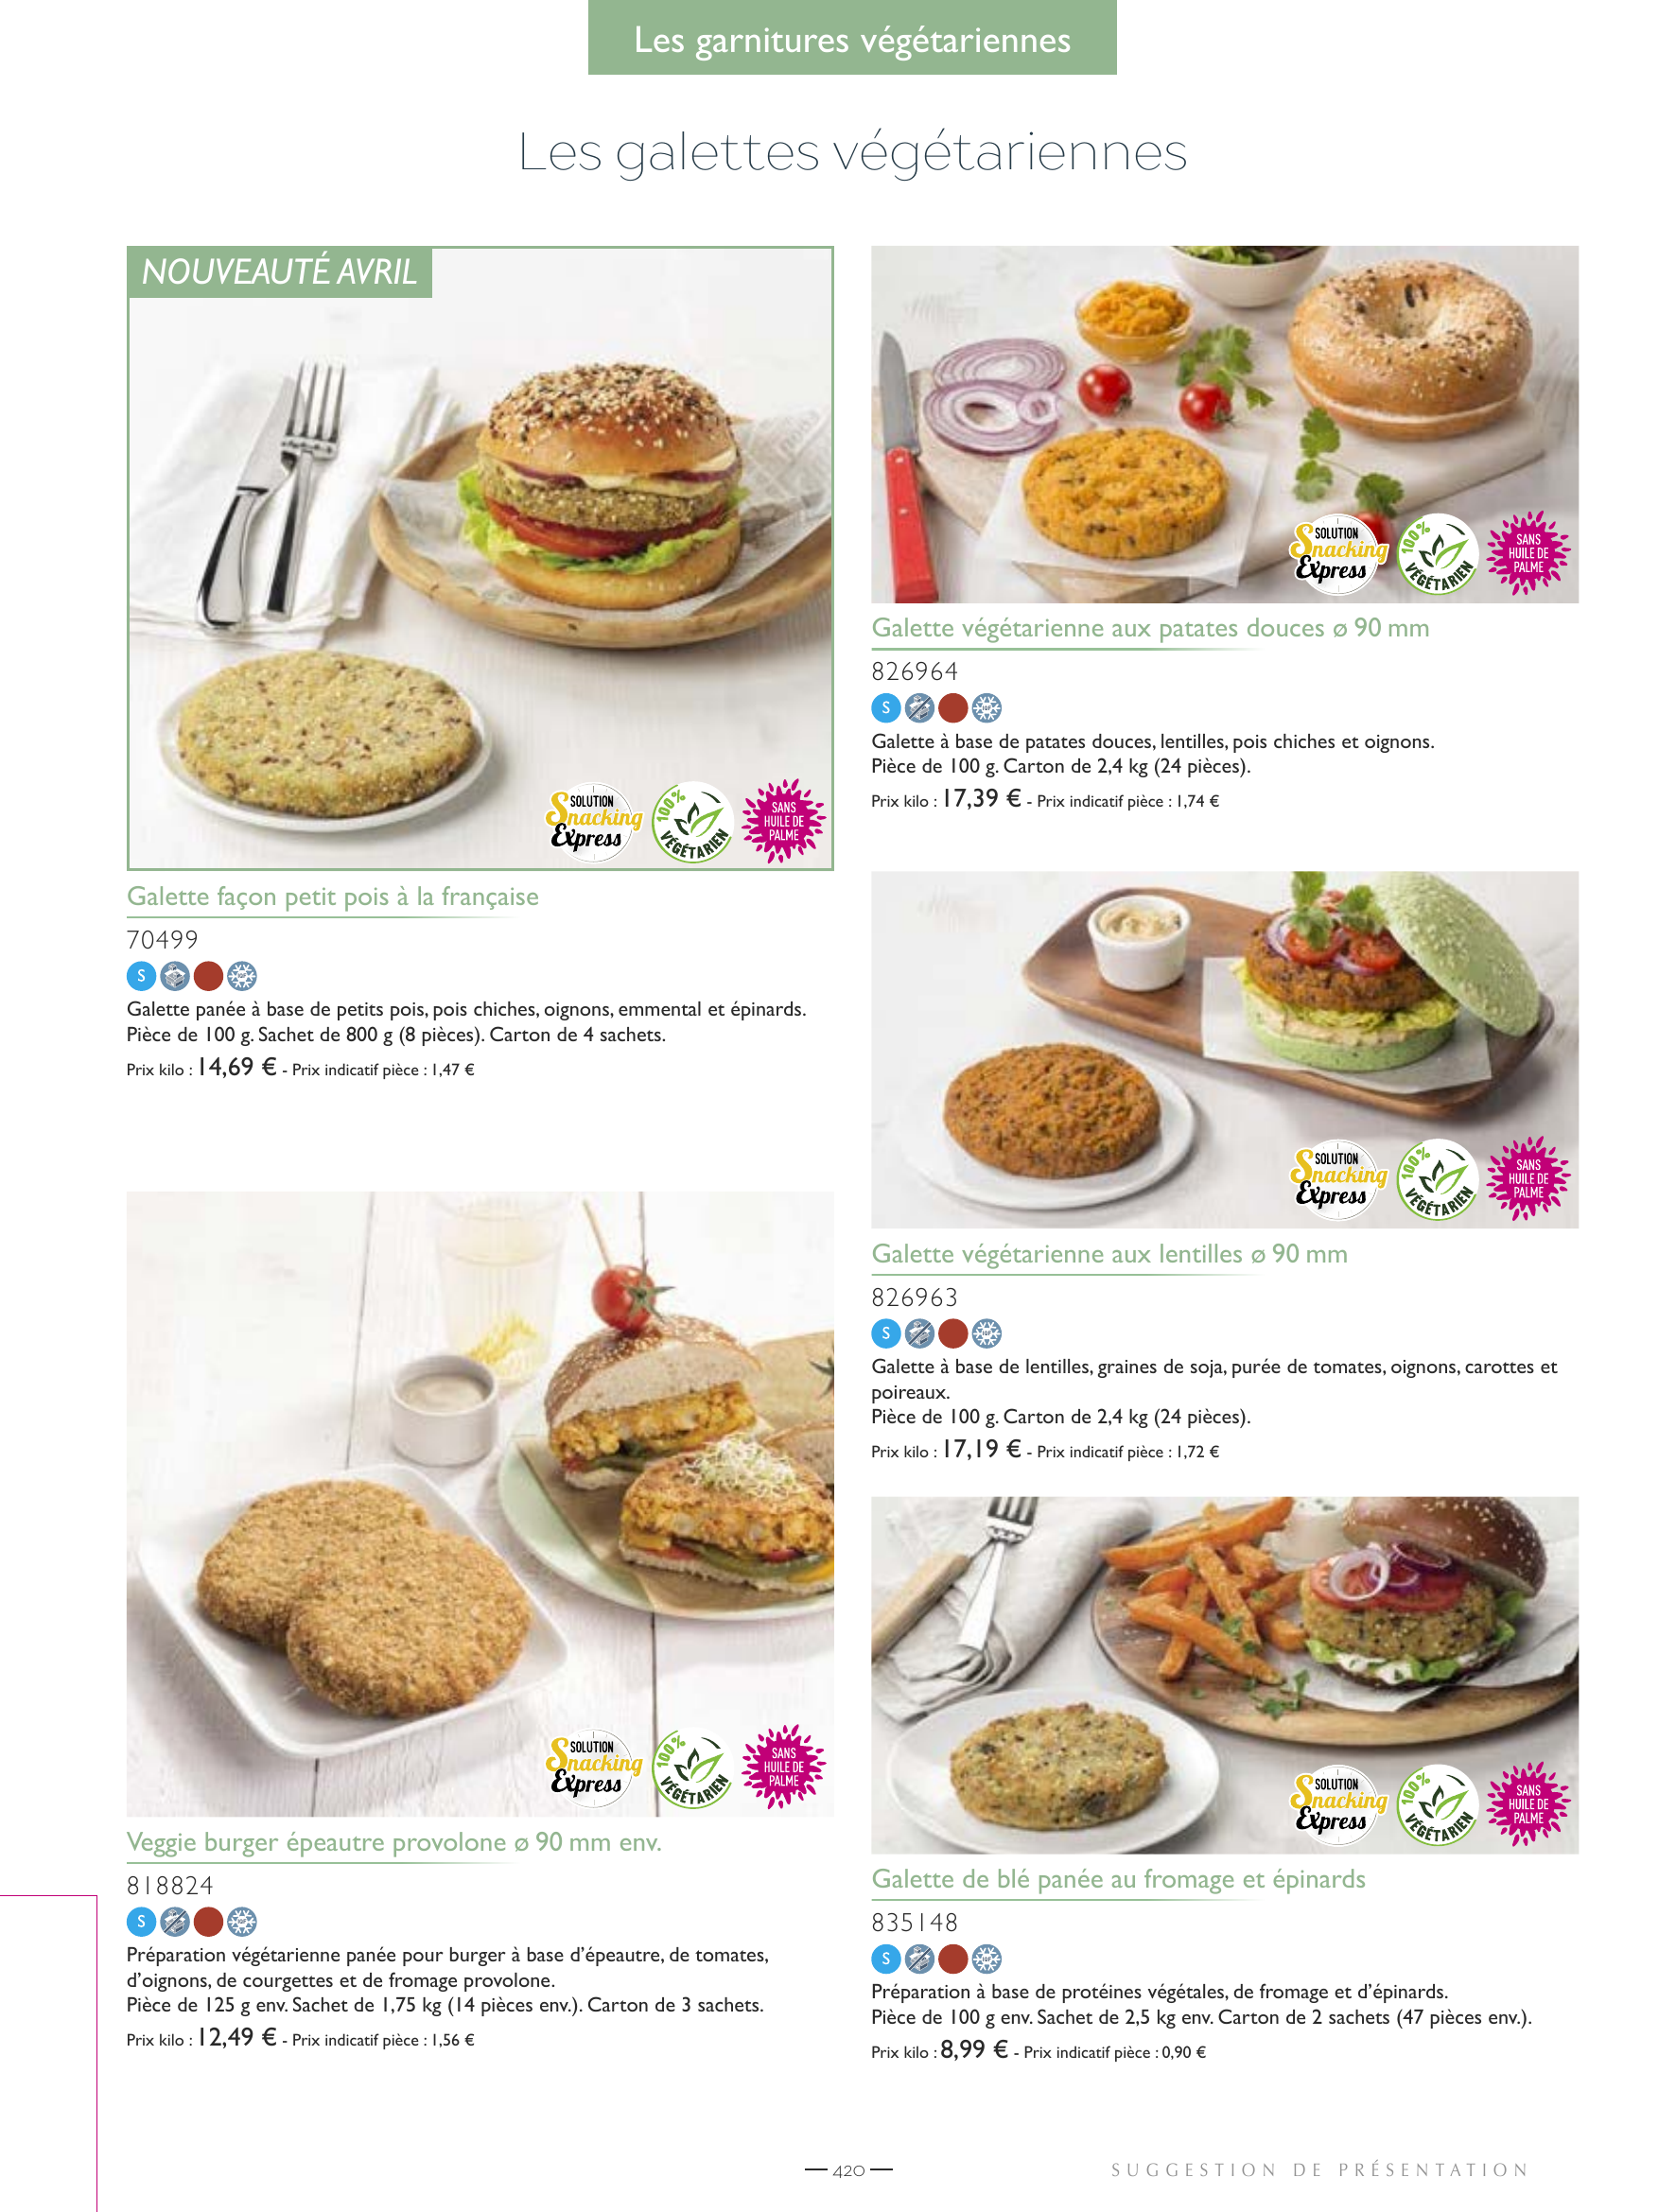 Les garnitures végétariennes
Les galettes végétariennes
NOUVEAUTÉ AVRIL
SOLUTION
Snacking
Express
100%
VÉGÉTARIEN
SANS
HUILE DE
PALME
Galette façon petit pois à la française
70499
S
Galette panée à base de petits pois, pois chiches, oignons, emmental et épinards.
Pièce de 100 g. Sachet de 800 g (8 pièces). Carton de 4 sachets.
Prix kilo : 14,69 € - Prix indicatif pièce : 1,47 €
SOLUTION
Snacking
Express
100%
VÉGÉTARIEN
SANS
HUILE DE
PALME
Veggie burger épeautre provolone ø 90 mm env.
818824
S
Préparation végétarienne panée pour burger à base d’épeautre, de tomates,
d’oignons, de courgettes et de fromage provolone.
Pièce de 125 g env. Sachet de 1,75 kg (14 pièces env.). Carton de 3 sachets.
Prix kilo : 12,49 € - Prix indicatif pièce : 1,56 €
SOLUTION
Snacking
Express
100%
VÉGÉTARIEN
SANS
HUILE DE
PALME
Galette végétarienne aux patates douces ø 90 mm
826964
S
Galette à base de patates douces, lentilles, pois chiches et oignons.
Pièce de 100 g. Carton de 2,4 kg (24 pièces).
Prix kilo : 17,39 € - Prix indicatif pièce : 1,74 €
SOLUTION
Snacking
Express
100%
VÉGÉTARIEN
SANS
HUILE DE
PALME
Galette végétarienne aux lentilles ø 90 mm
826963
S
Galette à base de lentilles, graines de soja, purée de tomates, oignons, carottes et
poireaux.
Pièce de 100 g. Carton de 2,4 kg (24 pièces).
Prix kilo : 17,19 € - Prix indicatif pièce : 1,72 €
SOLUTION
Snacking
Express
100%
VÉGÉTARIEN
SANS
HUILE DE
PALME
Galette de blé panée au fromage et épinards
835148
S
Préparation à base de protéines végétales, de fromage et d’épinards.
Pièce de 100 g env. Sachet de 2,5 kg env. Carton de 2 sachets (47 pièces env.).
Prix kilo : 8,99 € - Prix indicatif pièce : 0,90 €
420
SUGGESTION DE PRÉSENTATION